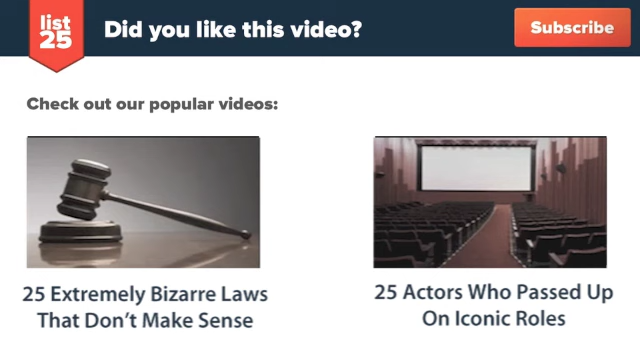 list
25
Did you like this video?
Subscribe
Check out our popular videos:
25 Extremely Bizarre Laws
That Don't Make Sense
25 Actors Who Passed Up
On Iconic Roles